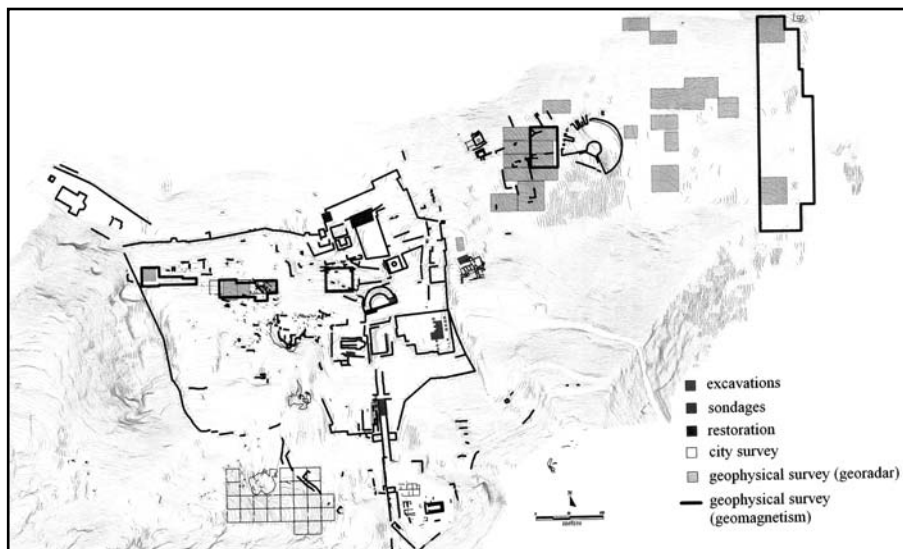 excavations
sondages
restoration
city survey
geophysical survey (georadar)
geophysical survey
(geomagnetism)